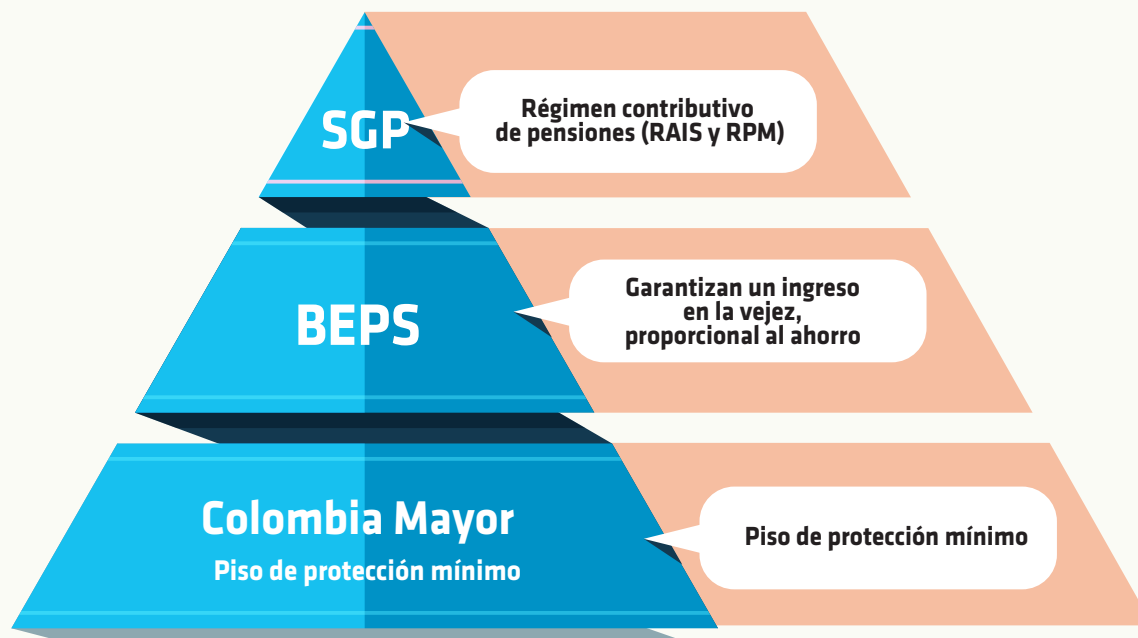 SGP
Régimen contributivo
de pensiones (RAIS y RPM)
BEPS
Garantizan un ingreso
en la vejez,
proporcional al ahorro
Colombia Mayor
Piso de protección mínimo
Piso de protección mínimo